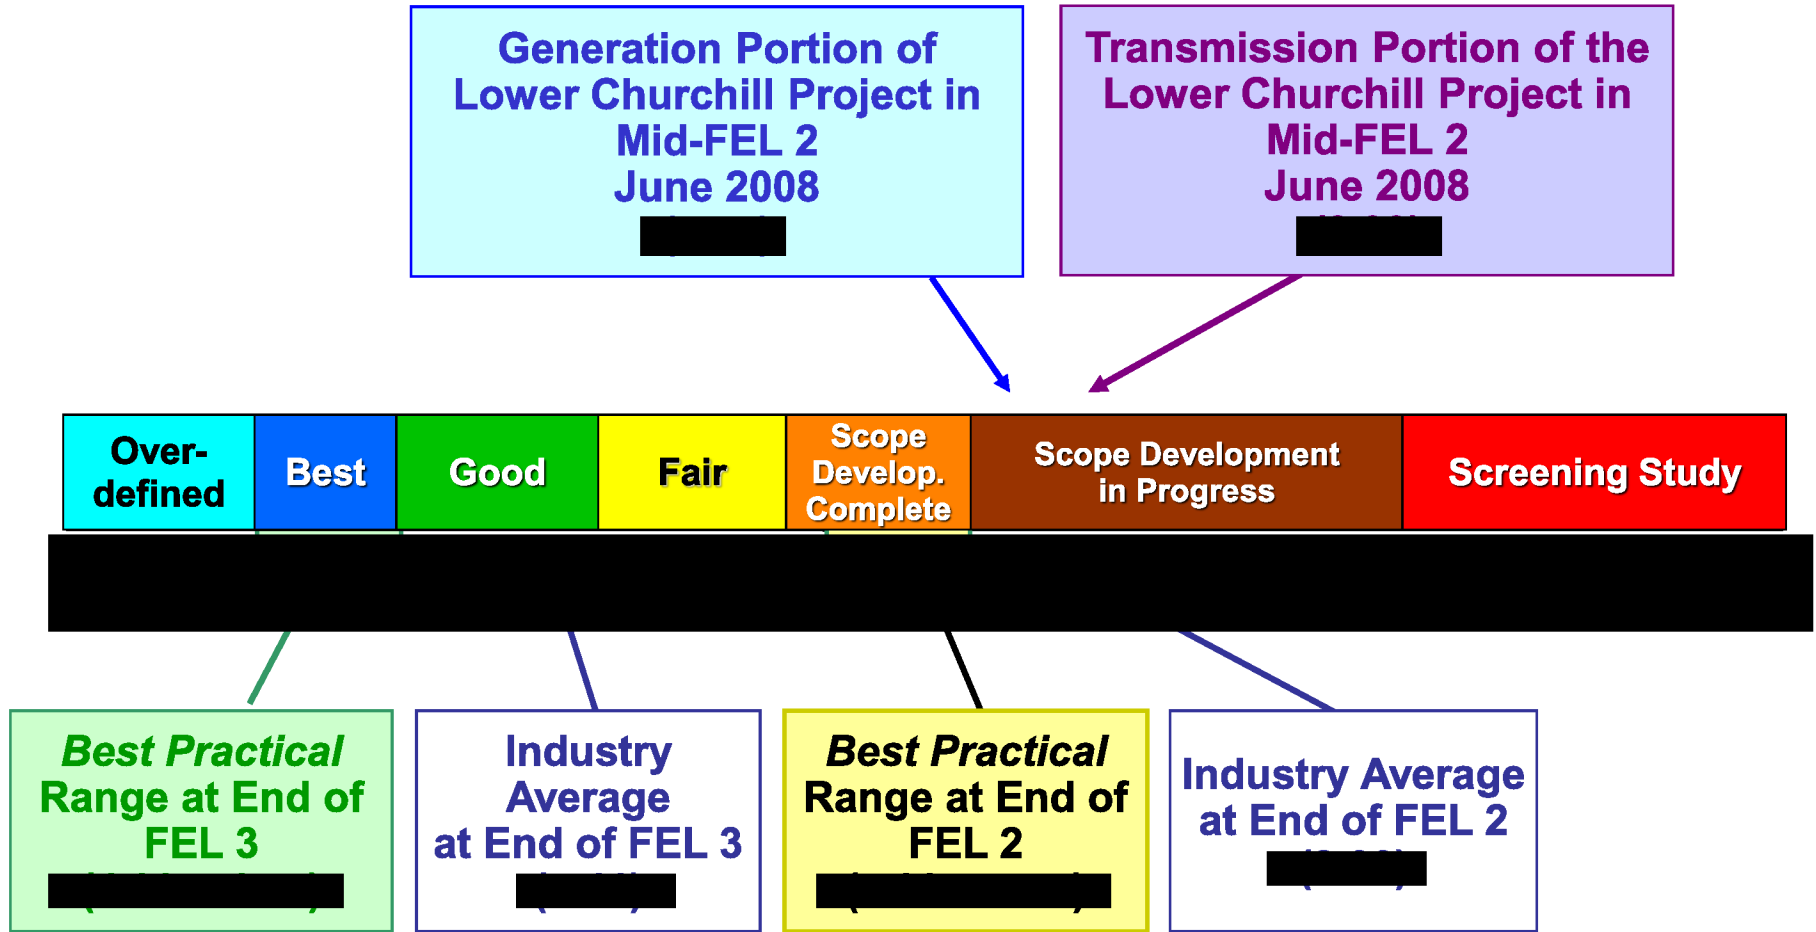 Generation Portion of
Lower Churchill Project in
Mid-FEL 2
June 2008
Transmission Portion of the
Lower Churchill Project in
Mid-FEL 2
June 2008
Over-
defined
Best
Good
Fair
Scope
Develop.
Complete
Scope Development
in Progress
Screening Study
Best Practical
Range at End of
FEL 3
Industry
Average
at End of FEL 3
Best Practical
Range at End of
FEL 2
Industry Average
at End of FEL 2